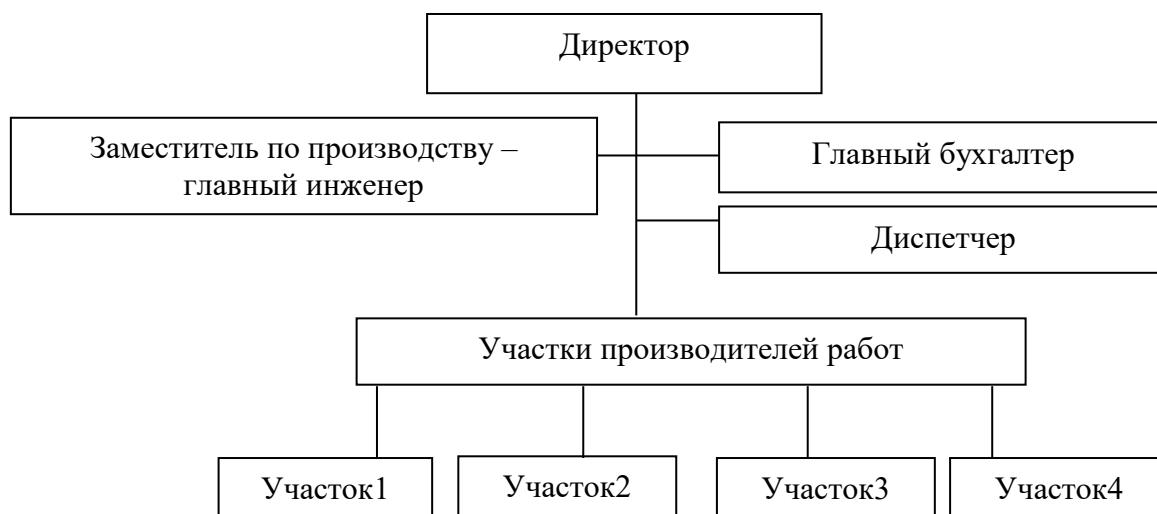 Директор
Заместитель по производству –
главный инженер
Главный бухгалтер
Диспетчер
Участки производителей работ
Участок1
Участок2
Участок3
Участок4